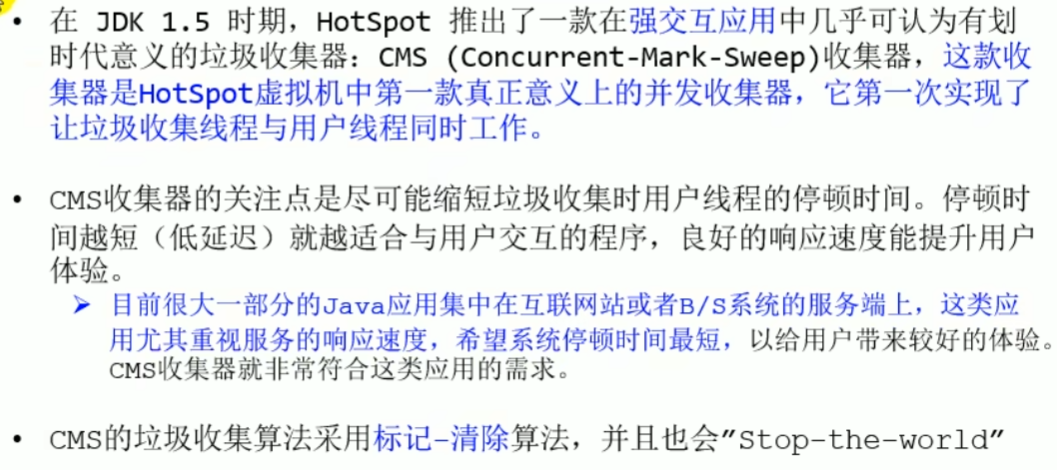 • 在 JDK 1.5 时期，HotSpot 推出了一款在强交互应用中几乎可认为有划
时代意义的垃圾收集器：CMS (Concurrent-Mark-Sweep)收集器，这款收
集器是HotSpot虚拟机中第一款真正意义上的并发收集器，它第一次实现了
让垃圾收集线程与用户线程同时工作。
• CMS收集器的关注点是尽可能缩短垃圾收集时用户线程的停顿时间。停顿时
间越短（低延迟）就越适合与用户交互的程序，良好的响应速度能提升用户
体验。
➢ 目前很大一部分的Java应用集中在互联网站或者B/S系统的服务端上，这类应
用尤其重视服务的响应速度，希望系统停顿时间最短，以给用户带来较好的体验。
CMS收集器就非常符合这类应用的需求。
• CMS的垃圾收集算法采用标记-清除算法，并且也会”Stop-the-world”